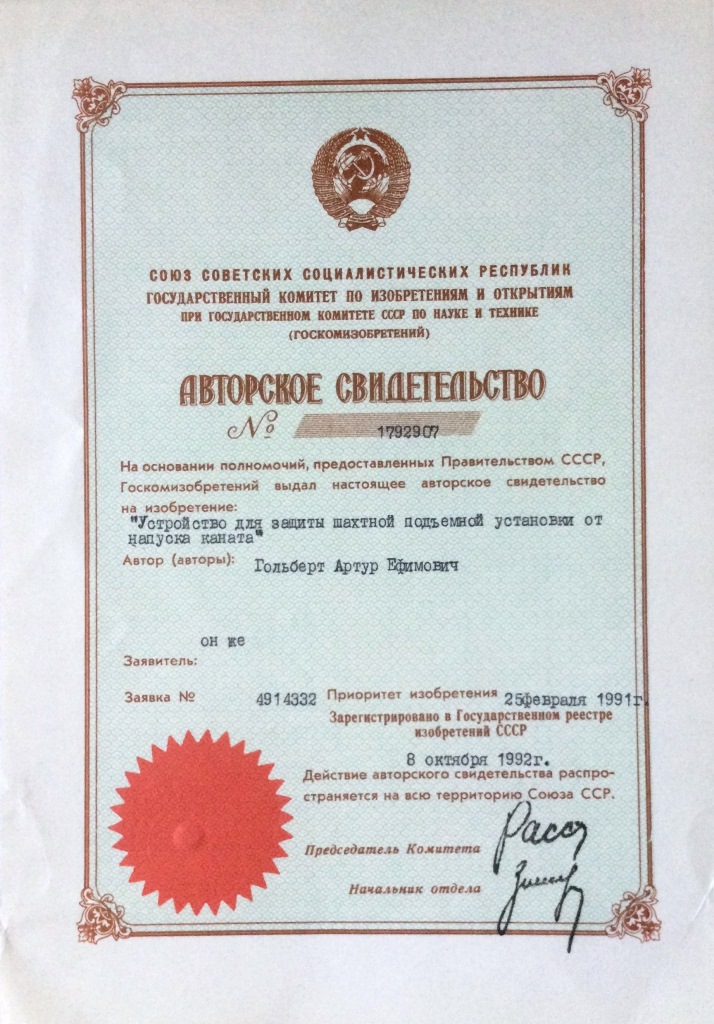 СОЮЗ СОВЕТСКИХ СОЦИАЛИСТИЧЕСКИХ РЕСПУБЛИК
ГОСУДАРСТВЕННЫЙ КОМИТЕТ ПО ИЗОБРЕТЕНИЯМ И ОТКРЫТИЯМ
ПРИ ГОСУДАРСТВЕННОМ КОМИТЕТЕ СССР ПО НАУКЕ И ТЕХНИКЕ
(ГОСКОМИЗОБРЕТЕНИЙ)
АВТОРСКОЕ СВИДЕТЕЛЬСТВО
№ 1792907
На основании полномочий, предоставленных Правительством СССР,
Госкомизобретений выдал настоящее авторское свидетельство
на изобретение:
"Устройство для защиты шахтной подъемной установки от
напуска каната"
Автор (авторы): Гольберт Артур Ефимович
он же
Заявитель:
Заявка № 4914332 Приоритет изобретения 25февраля 1991г.
Зарегистрировано в Государственном реестре
изобретений СССР
8 октября 1992г.
Действие авторского свидетельства распро-
страняется на всю территорию Союза ССР.
Председатель Комитета
Начальник отдела